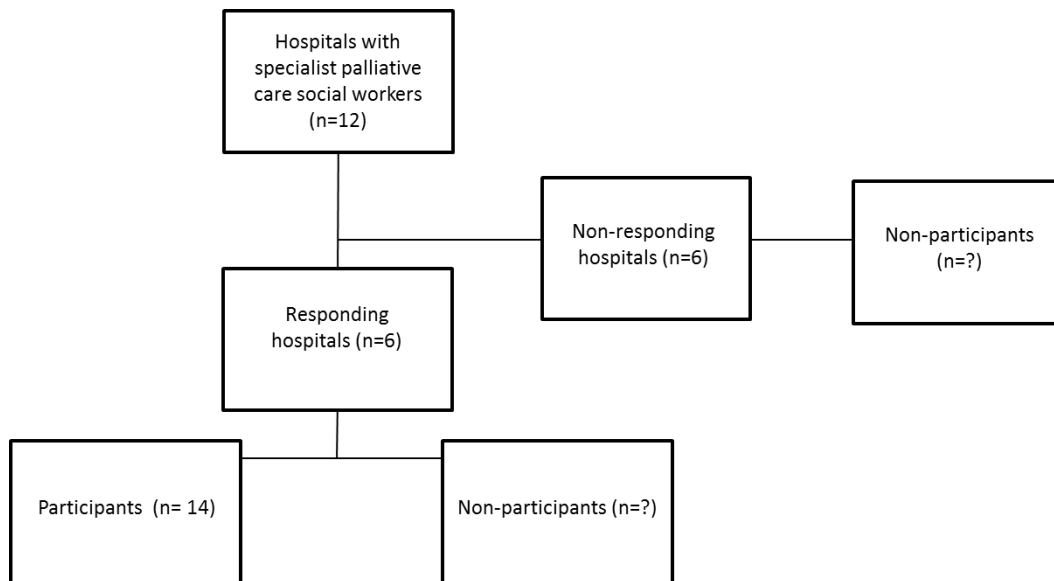 Hospitals with
specialist palliative
care social workers
(n=12)
Non-responding
hospitals (n=6)
Non-participants
(n=?)
Responding
hospitals (n=6)
Participants  (n= 14)
Non-participants (n=?)